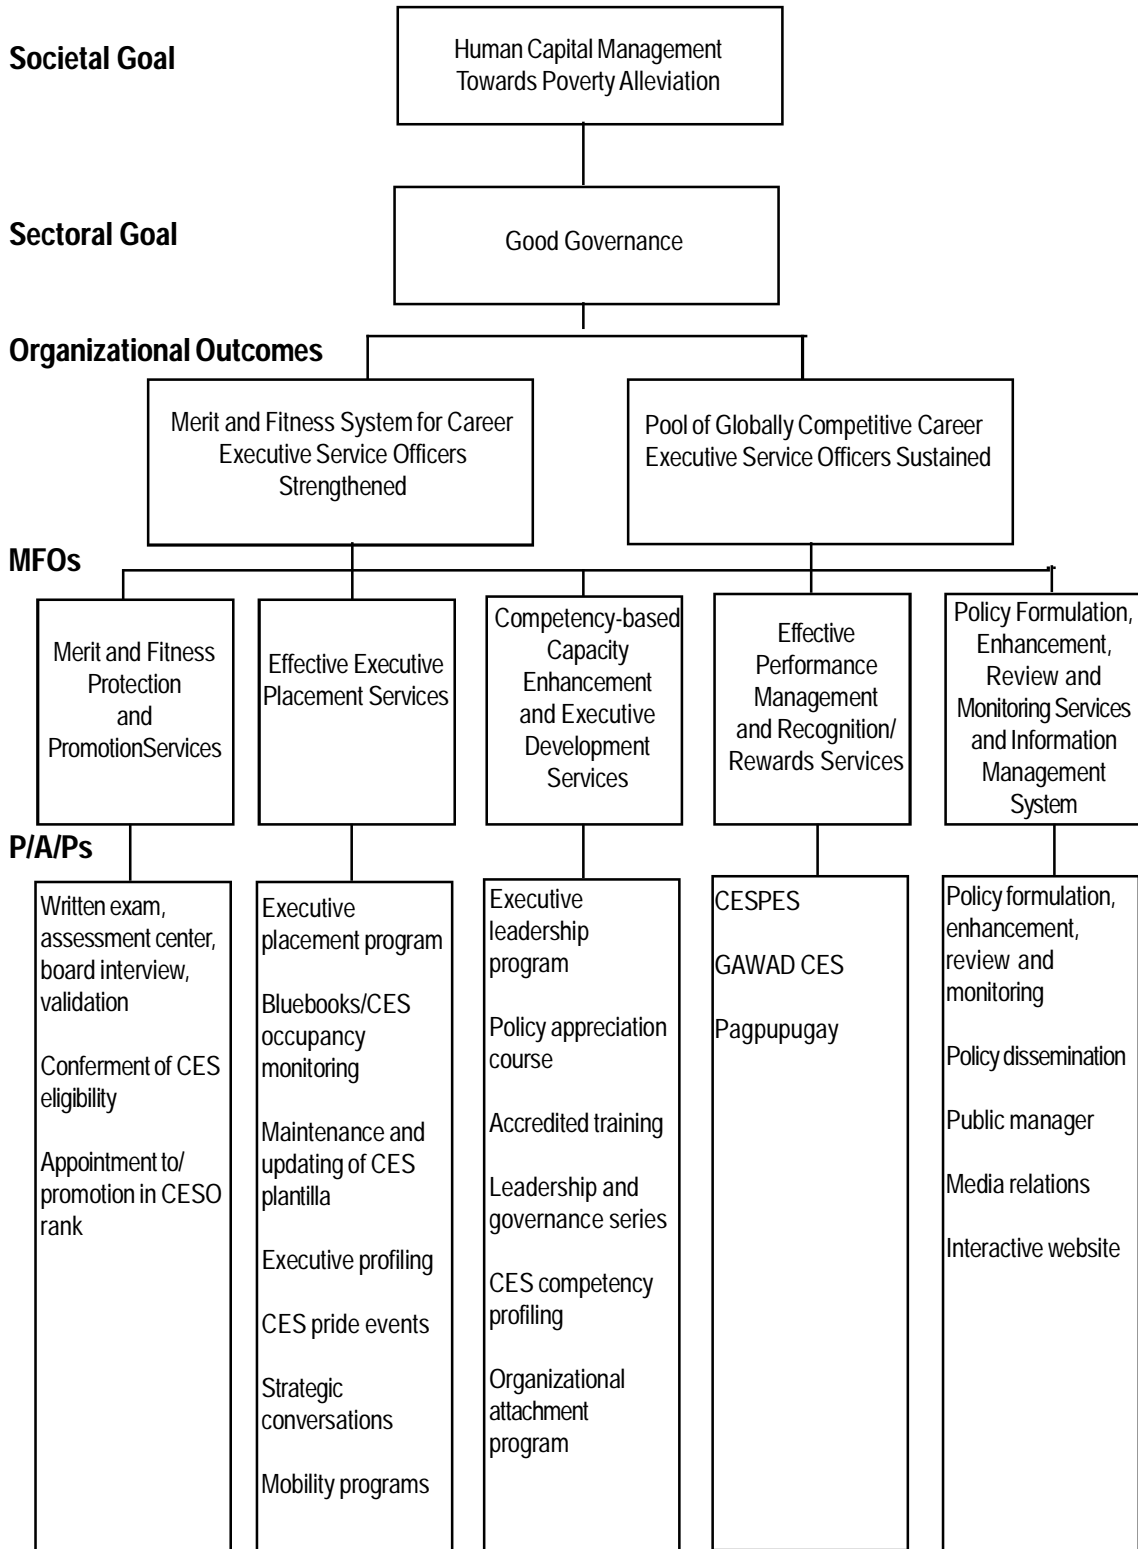 Societal Goal
Human Capital Management
Towards Poverty Alleviation
Sectoral Goal
Good Governance
Organizational Outcomes
Merit and Fitness System for Career
Executive Service Officers
Strengthened
Pool of Globally Competitive Career
Executive Service Officers Sustained
MFOs
Merit and Fitness
Protection
and
PromotionServices
Effective Executive
Placement Services
Competency-based
Capacity
Enhancement
and Executive
Development
Services
Effective
Performance
Management
and Recognition/
Rewards Services
Policy Formulation,
Enhancement,
Review and
Monitoring Services
and Information
Management
System
P/A/Ps
Written exam,
assessment center,
board interview,
validation
Conferment of CES
eligibility
Appointment to/
promotion in CESO
rank
Executive
placement program
Bluebooks/CES
occupancy
monitoring
Maintenance and
updating of CES
plantilla
Executive profiling
CES pride events
Strategic
conversations
Mobility programs
Executive
leadership
program
Policy appreciation
course
Accredited training
Leadership and
governance series
CES competency
profiling
Organizational
attachment
program
CESPES
GAWAD CES
Pagpupugay
Policy formulation,
enhancement,
review and
monitoring
Policy dissemination
Public manager
Media relations
Interactive website